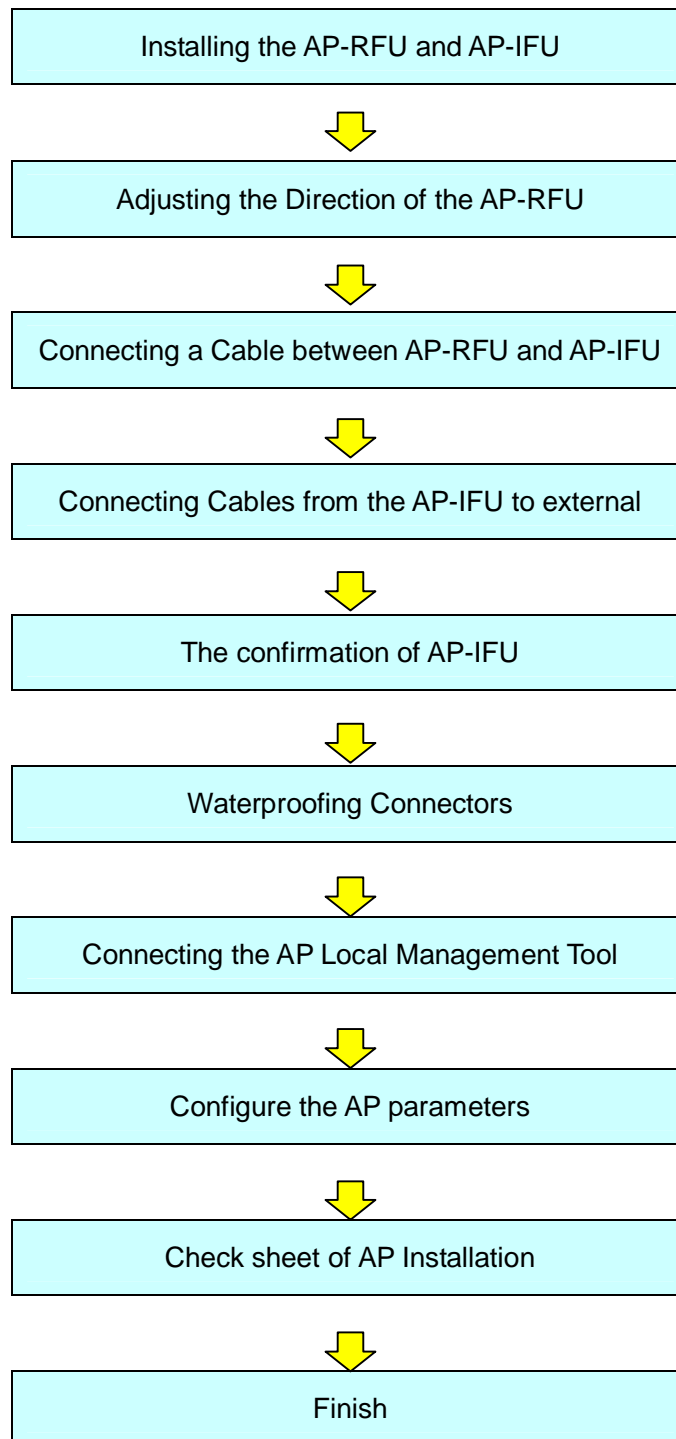 Installing the AP-RFU and AP-IFU
Adjusting the Direction of the AP-RFU
Connecting a Cable between AP-RFU and AP-IFU
Connecting Cables from the AP-IFU to external
The confirmation of AP-IFU
Waterproofing Connectors
Connecting the AP Local Management Tool
Configure the AP parameters
Check sheet of AP Installation
Finish